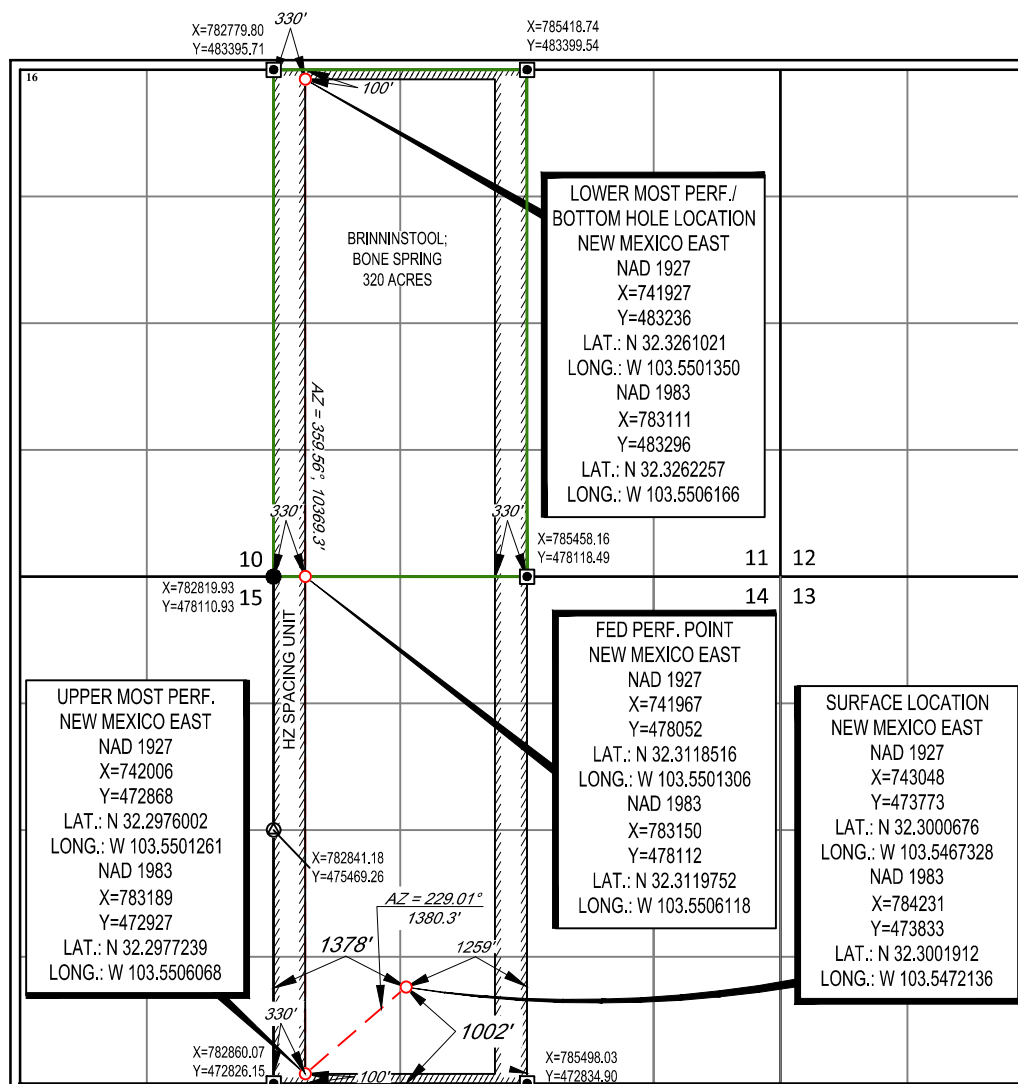 X=782779.80
Y=483395.71
330'
X=785418.74
Y=483399.54
16
100'
BRINNINSTOOL;
BONE SPRING
320 ACRES
LOWER MOST PERF./
BOTTOM HOLE LOCATION
NEW MEXICO EAST
NAD 1927
X=741927
Y=483236
LAT.: N 32.3261021
LONG.: W 103.5501350
NAD 1983
X=783111
Y=483296
LAT.: N 32.3262257
LONG.: W 103.5506166
AZ = 359.56°, 10369.3'
330'
330'
X=785458.16
Y=478118.49
10
11
12
X=782819.93
Y=478110.93
15
14
13
HZ SPACING UNIT
FED PERF. POINT
NEW MEXICO EAST
NAD 1927
X=741967
Y=478052
LAT.: N 32.3118516
LONG.: W 103.5501306
NAD 1983
X=783150
Y=478112
LAT.: N 32.3119752
LONG.: W 103.5506118
UPPER MOST PERF.
NEW MEXICO EAST
NAD 1927
X=742006
Y=472868
LAT.: N 32.2976002
LONG.: W 103.5501261
NAD 1983
X=783189
Y=472927
LAT.: N 32.2977239
LONG.: W 103.5506068
SURFACE LOCATION
NEW MEXICO EAST
NAD 1927
X=743048
Y=473773
LAT.: N 32.3000676
LONG.: W 103.5467328
NAD 1983
X=784231
Y=473833
LAT.: N 32.3001912
LONG.: W 103.5472136
X=782841.18
Y=475469.26
AZ = 229.01°
1380.3'
1378'
1259'
330'
1002'
X=782860.07
Y=472826.15
100'
X=785498.03
Y=472834.90